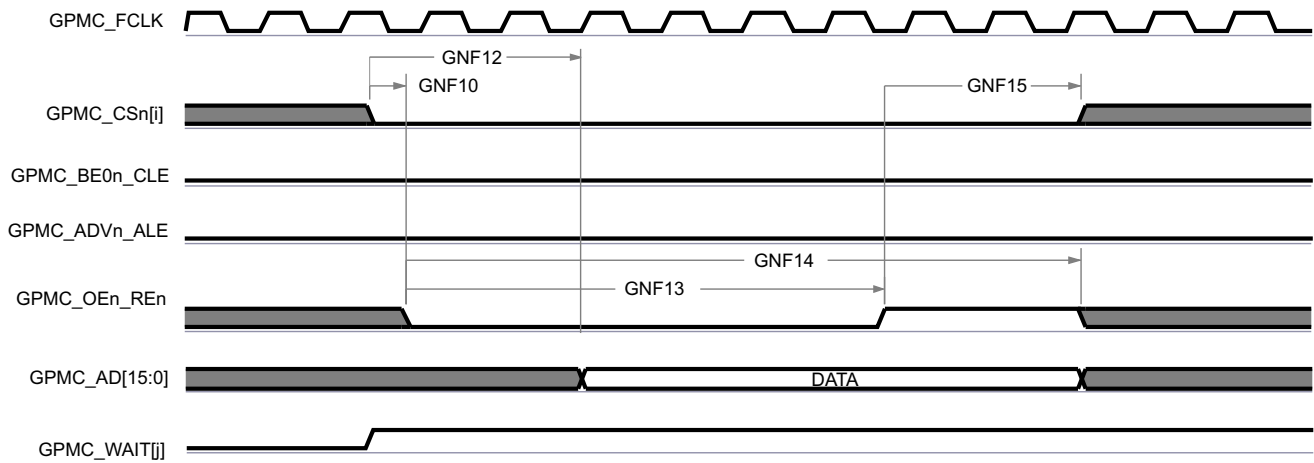 GPMC_FCLK
GNF12
GNF10
GNF15
GPMC_CSn[i]
GPMC_BE0n_CLE
GPMC_ADVn_ALE
GNF14
GNF13
GPMC_OEn_REn
GPMC_AD[15:0]
DATA
GPMC_WAIT[j]